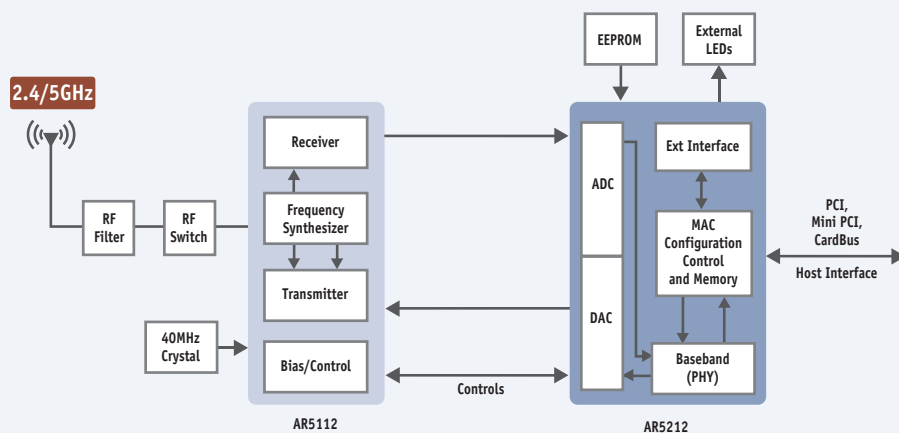 EEPROM
External
LEDs
2.4/5GHz
Receiver
Ext Interface
ADC
Frequency
Synthesizer
RF
Filter
RF
Switch
MAC
Configuration
Control
and Memory
PCI,
Mini PCI,
CardBus
Host Interface
Transmitter
DAC
40MHz
Crystal
Bias/Control
Baseband
(PHY)
Controls
AR5112
AR5212